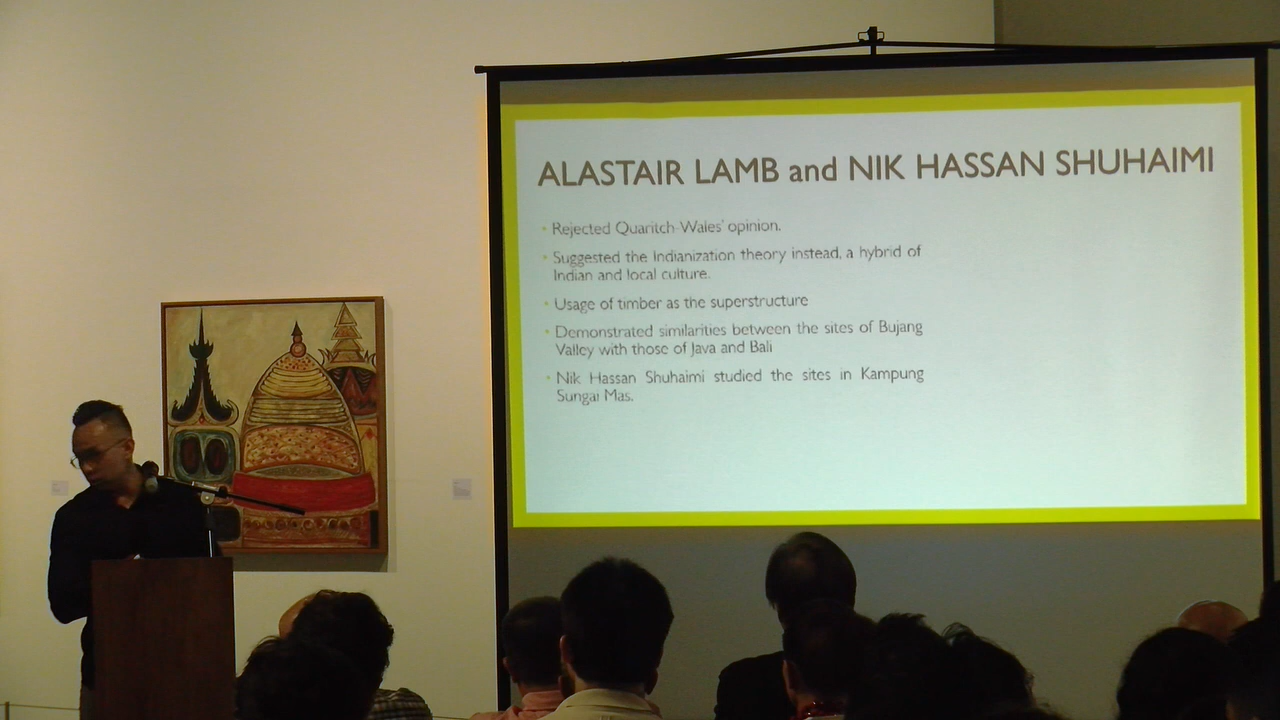 ALASTAIR LAMB and NIK HASSAN SHUHAIMI
• Rejected Quaritch-Wales' opinion.
• Suggested the Indianization theory instead, a hybrid of
Indian and local culture.
• Usage of timber as the superstructure
• Demonstrated similarities between the sites of Bujang
Valley with those of Java and Bali
• Nik Hassan Shuhaimi studied the sites in Kampung
Sungai Mas.